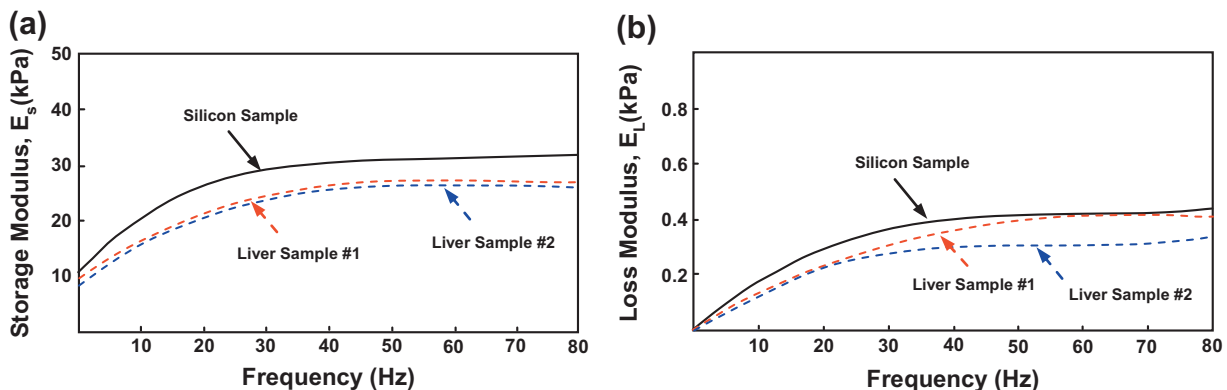 (a)
50
40
30
20
10
Storage Modulus, E_s(kPa)
Silicon Sample
Liver Sample #1
Liver Sample #2
10 20 30 40 50 60 70 80
Frequency (Hz)
(b)
0.8
0.6
0.4
0.2
Loss Modulus, E_L(kPa)
Silicon Sample
Liver Sample #1
Liver Sample #2
10 20 30 40 50 60 70 80
Frequency (Hz)